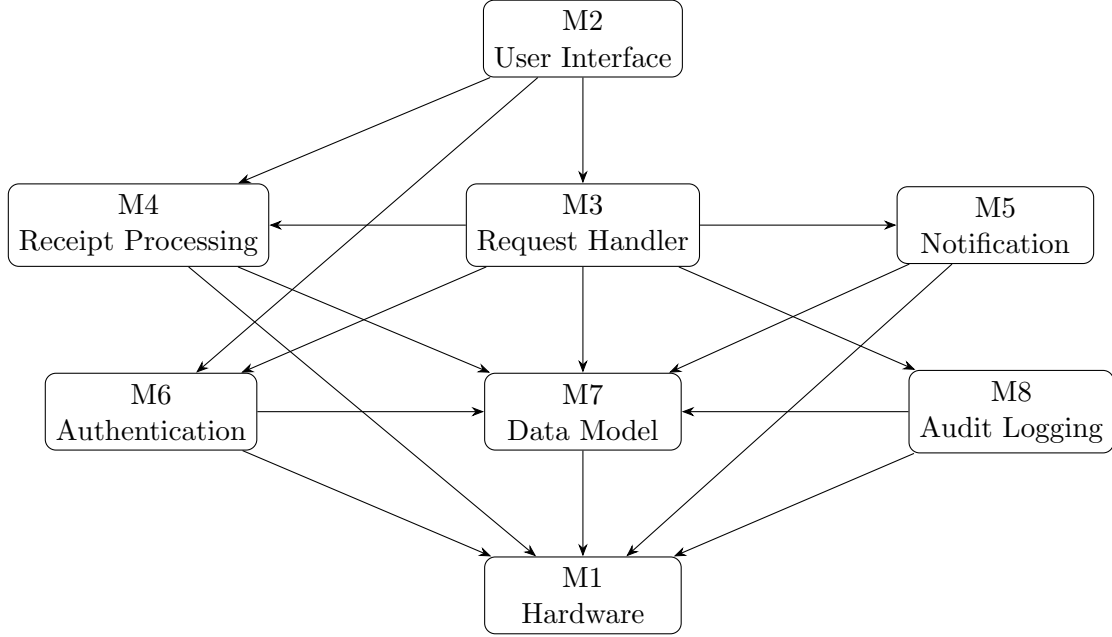 M2
User Interface
M4
Receipt Processing
M3
Request Handler
M5
Notification
M6
Authentication
M7
Data Model
M8
Audit Logging
M1
Hardware